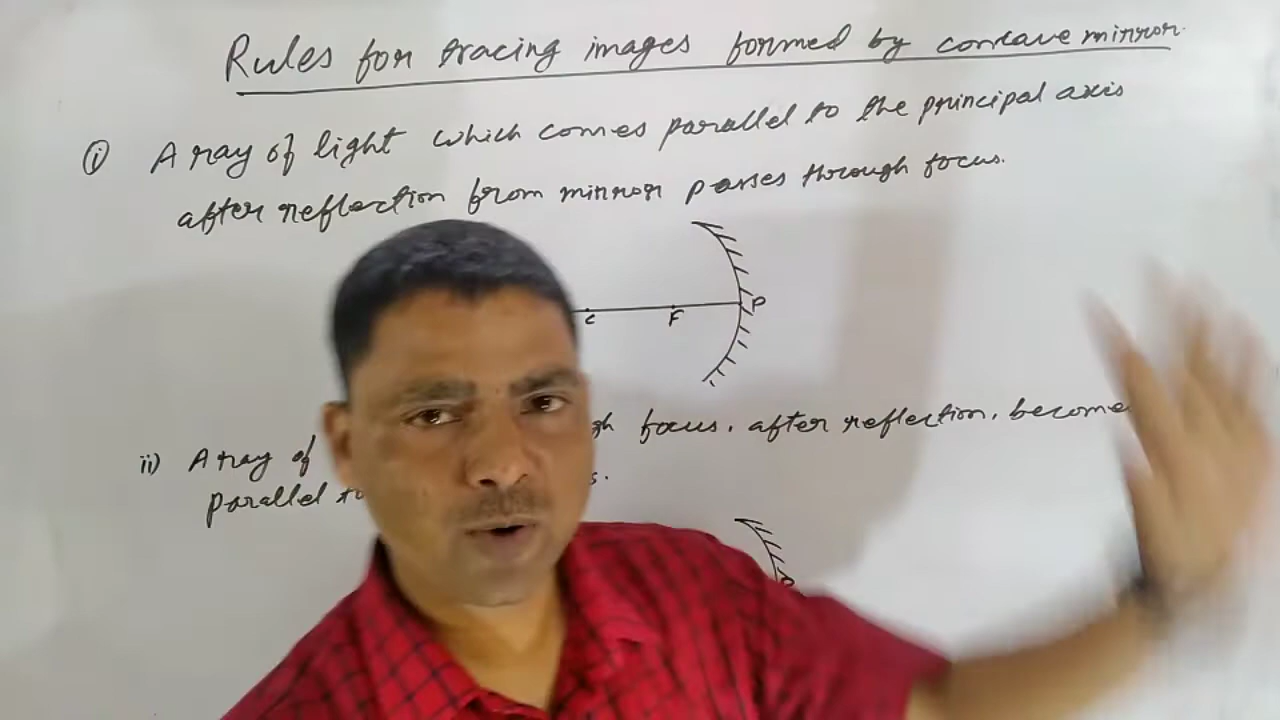 Rules for tracing images formed by concave mirror.
i A ray of light which comes parallel to the principal axis
after reflection from mirror passes through focus.
C F P
ii) A ray of focus, after reflection, become
parallel